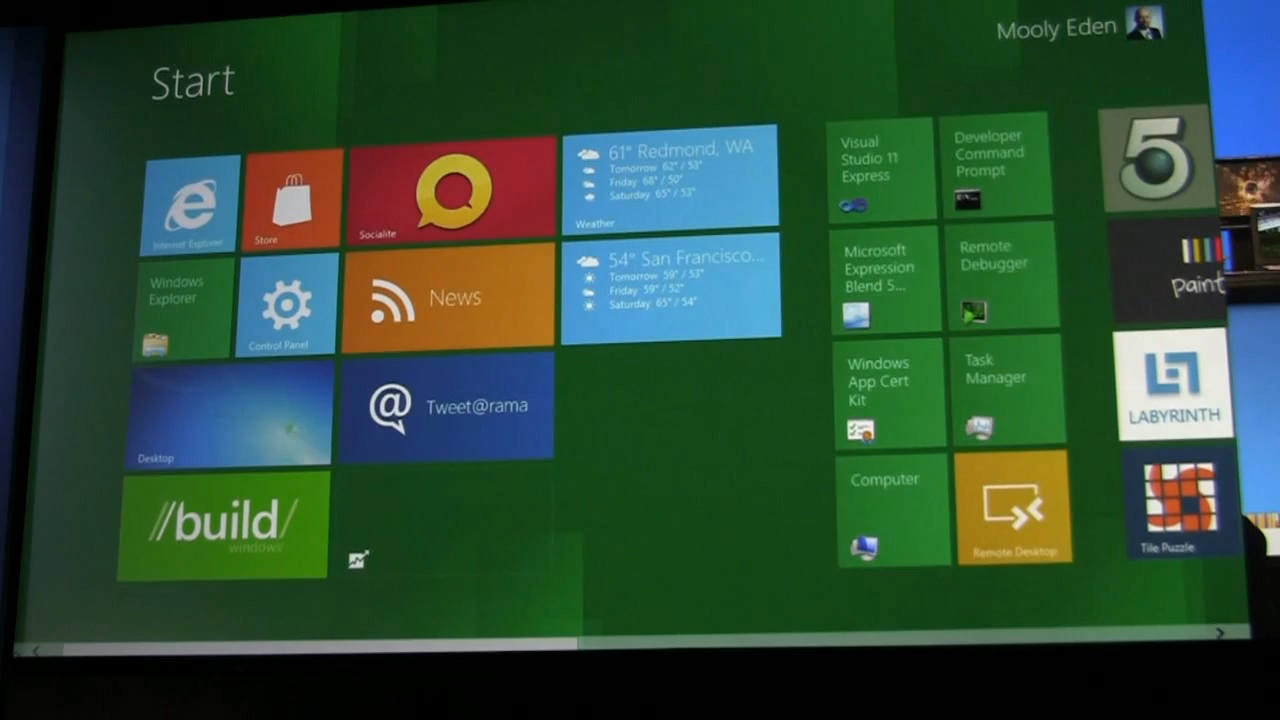 Mooly Eden
Start
Internet Explorer
Store
Socialite
61° Redmond, WA
Tomorrow 62° / 53°
Friday 68° / 50°
Saturday 65° / 53°
Weather
Windows
Explorer
Control Panel
News
54° San Francisco...
Tomorrow 59° / 53°
Friday 59° / 52°
Saturday 65° / 54°
Desktop
Tweet@rama
//build/
windows
Visual
Studio 11
Express
Developer
Command
Prompt
Microsoft
Expression
Blend 5...
Remote
Debugger
Windows
App Cert
Kit
Task
Manager
Computer
Remote Desktop
5
paint
LABYRINTH
Tile Puzzle